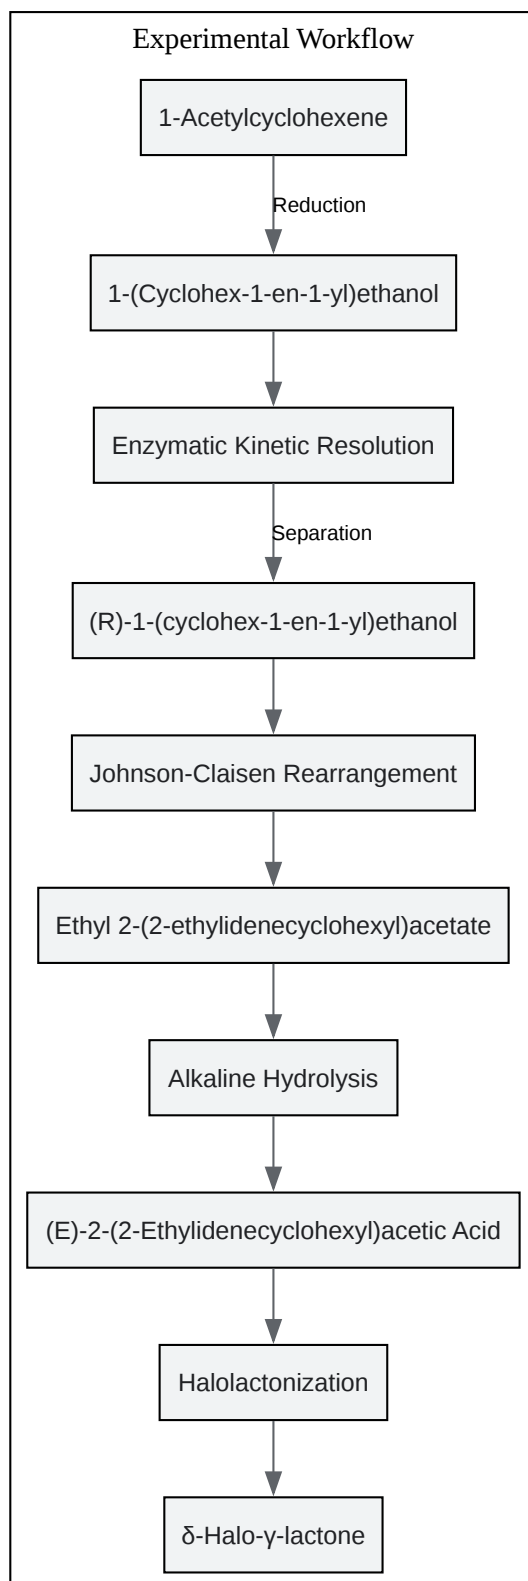 Experimental Workflow
1-Acetylcyclohexene
Reduction
1-(Cyclohex-1-en-1-yl)ethanol
Enzymatic Kinetic Resolution
Separation
(R)-1-(cyclohex-1-en-1-yl)ethanol
Johnson-Claisen Rearrangement
Ethyl 2-(2-ethylidenecyclohexyl)acetate
Alkaline Hydrolysis
(E)-2-(2-Ethylidenecyclohexyl)acetic Acid
Halolactonization
δ-Halo-γ-lactone